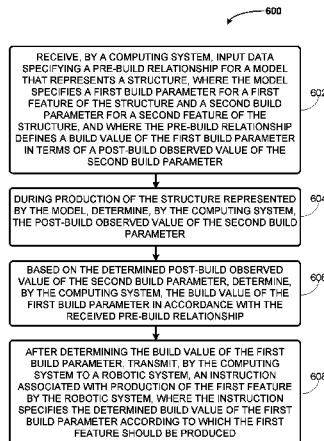 600
RECEIVE, BY A COMPUTING SYSTEM, INPUT DATA
SPECIFYING A PRE-BUILD RELATIONSHIP FOR A MODEL
THAT REPRESENTS A STRUCTURE, WHERE THE MODEL
SPECIFIES A FIRST BUILD PARAMETER FOR A FIRST
FEATURE OF THE STRUCTURE AND A SECOND BUILD
PARAMETER FOR A SECOND FEATURE OF THE
STRUCTURE, AND WHERE THE PRE-BUILD RELATIONSHIP
DEFINES A BUILD VALUE OF THE FIRST BUILD PARAMETER
IN TERMS OF A POST-BUILD OBSERVED VALUE OF THE
SECOND BUILD PARAMETER
602
DURING PRODUCTION OF THE STRUCTURE REPRESENTED
BY THE MODEL, DETERMINE, BY THE COMPUTING SYSTEM,
THE POST-BUILD OBSERVED VALUE OF THE SECOND BUILD
PARAMETER
604
BASED ON THE DETERMINED POST-BUILD OBSERVED
VALUE OF THE SECOND BUILD PARAMETER, DETERMINE,
BY THE COMPUTING SYSTEM, THE BUILD VALUE OF THE
FIRST BUILD PARAMETER IN ACCORDANCE WITH THE
RECEIVED PRE-BUILD RELATIONSHIP
606
AFTER DETERMINING THE BUILD VALUE OF THE FIRST
BUILD PARAMETER, TRANSMIT, BY THE COMPUTING
SYSTEM TO A ROBOTIC SYSTEM, AN INSTRUCTION
ASSOCIATED WITH PRODUCTION OF THE FIRST FEATURE
BY THE ROBOTIC SYSTEM, WHERE THE INSTRUCTION
SPECIFIES THE DETERMINED BUILD VALUE OF THE FIRST
BUILD PARAMETER ACCORDING TO WHICH THE FIRST
FEATURE SHOULD BE PRODUCED
608